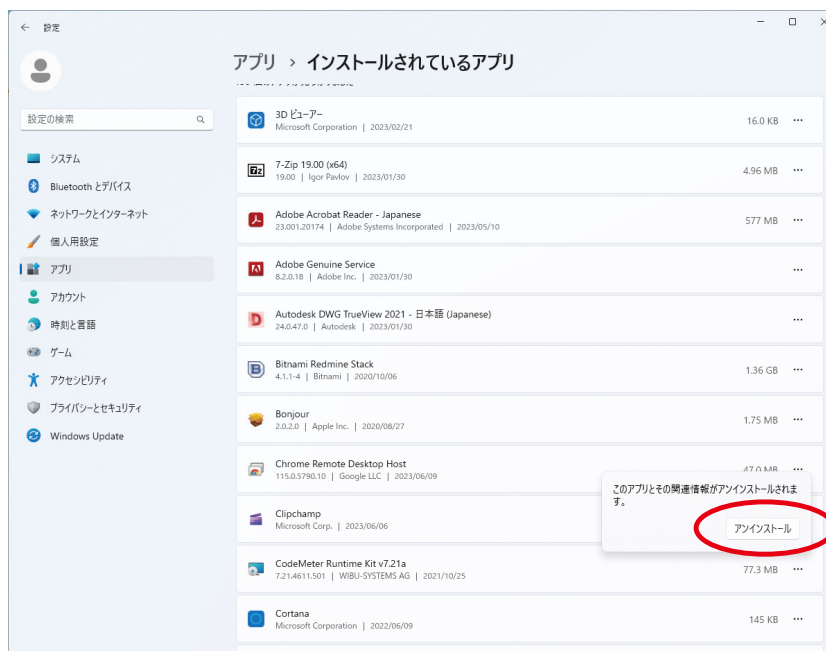 設定
アプリ › インストールされているアプリ
設定の検索
システム
Bluetooth とデバイス
ネットワークとインターネット
個人用設定
アプリ
アカウント
時刻と言語
ゲーム
アクセシビリティ
プライバシーとセキュリティ
Windows Update
3D ビューアー
Microsoft Corporation | 2023/02/21
16.0 KB
7-Zip 19.00 (x64)
19.00 | Igor Pavlov | 2023/01/30
4.96 MB
Adobe Acrobat Reader - Japanese
23.001.20174 | Adobe Systems Incorporated | 2023/05/10
577 MB
Adobe Genuine Service
8.2.0.18 | Adobe Inc. | 2023/01/30
Autodesk DWG TrueView 2021 - 日本語 (Japanese)
24.0.47.0 | Autodesk | 2023/01/30
Bitnami Redmine Stack
4.1.1-4 | Bitnami | 2020/10/06
1.36 GB
Bonjour
2.0.2.0 | Apple Inc. | 2020/08/27
1.75 MB
Chrome Remote Desktop Host
115.0.5790.10 | Google LLC | 2023/06/09
47.0 MB
このアプリとその関連情報がアンインストールされま
す。
アンインストール
Clipchamp
Microsoft Corp. | 2023/06/06
CodeMeter Runtime Kit v7.21a
7.21.4611.501 | WIBU-SYSTEMS AG | 2021/10/25
77.3 MB
Cortana
Microsoft Corporation | 2022/06/09
145 KB